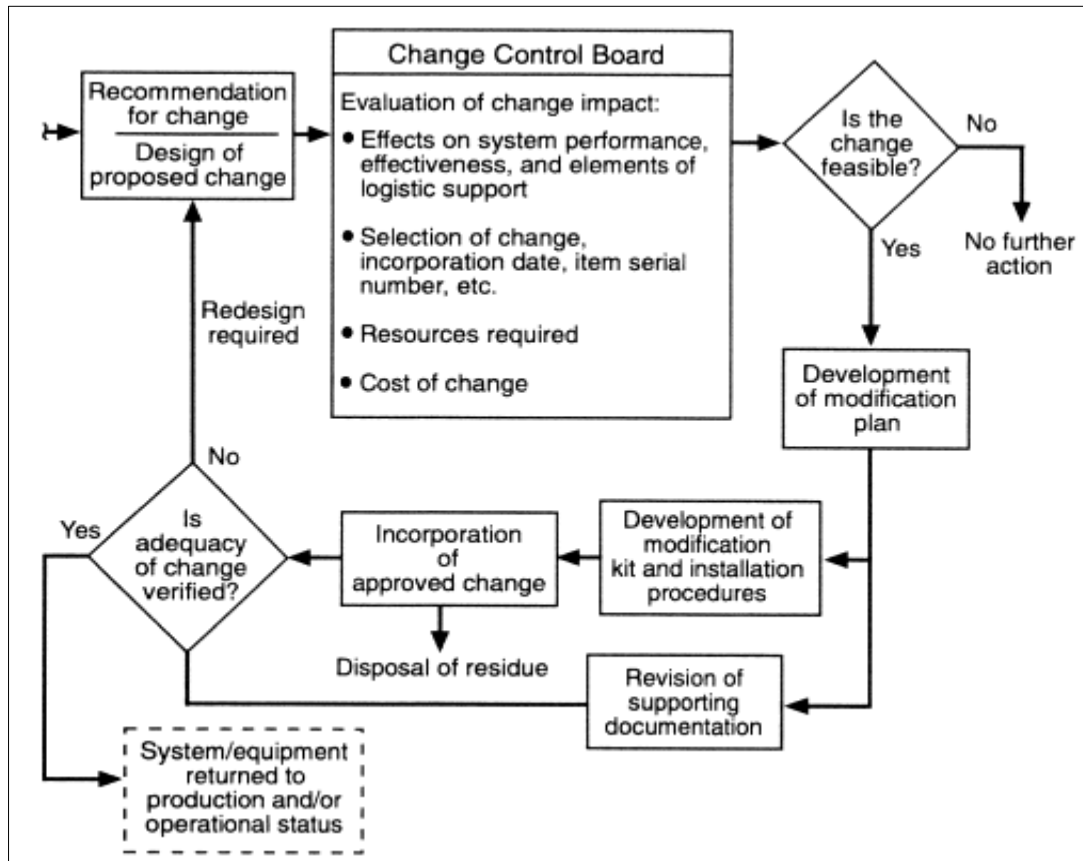 Recommendation
for change
Design of
proposed change
Change Control Board
Evaluation of change impact:
● Effects on system performance,
effectiveness, and elements of
logistic support
● Selection of change,
incorporation date, item serial
number, etc.
● Resources required
● Cost of change
Is the
change
feasible?
No
No further
action
Yes
Development
of modification
plan
Development of
modification
kit and installation
procedures
Revision of
supporting
documentation
Incorporation
of
approved change
Disposal of residue
Is
adequacy
of change
verified?
No
Redesign
required
Yes
System/equipment
returned to
production and/or
operational status